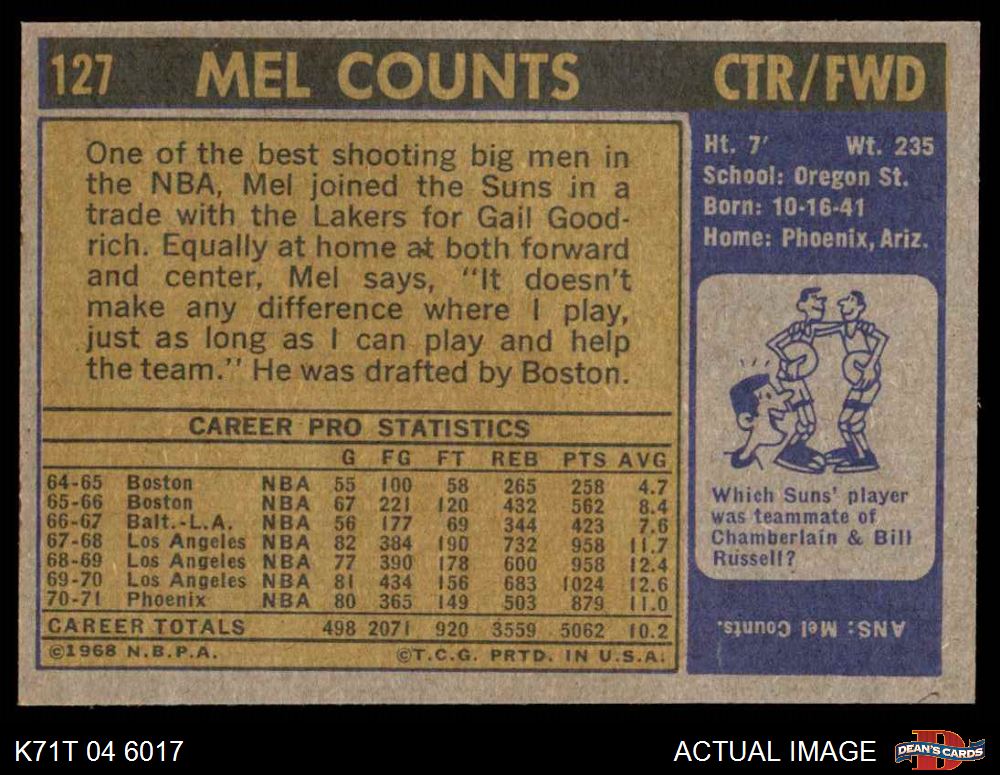 127 MEL COUNTS CTR/FWD
One of the best shooting big men in
the NBA, Mel joined the Suns in a
trade with the Lakers for Gail Good-
rich. Equally at home at both forward
and center, Mel says, "It doesn't
make any difference where I play,
just as long as I can play and help
the team." He was drafted by Boston.
CAREER PRO STATISTICS
G FG FT REB PTS AVG
64-65 Boston NBA 55 100 58 265 258 4.7
65-66 Boston NBA 67 221 120 432 562 8.4
66-67 Balt.-L.A. NBA 56 177 69 344 423 7.6
67-68 Los Angeles NBA 82 384 190 732 958 11.7
68-69 Los Angeles NBA 77 390 178 600 958 12.4
69-70 Los Angeles NBA 81 434 156 683 1024 12.6
70-71 Phoenix NBA 80 365 149 503 879 11.0
CAREER TOTALS 498 2071 920 3559 5062 10.2
©1968 N.B.P.A. ©T.C.G. PRTD. IN U.S.A.
Ht. 7' Wt. 235
School: Oregon St.
Born: 10-16-41
Home: Phoenix, Ariz.
Which Suns' player
was teammate of
Chamberlain & Bill
Russell?
ANS: Mel Counts.
K71T 04 6017 ACTUAL IMAGE DEAN'S CARDS